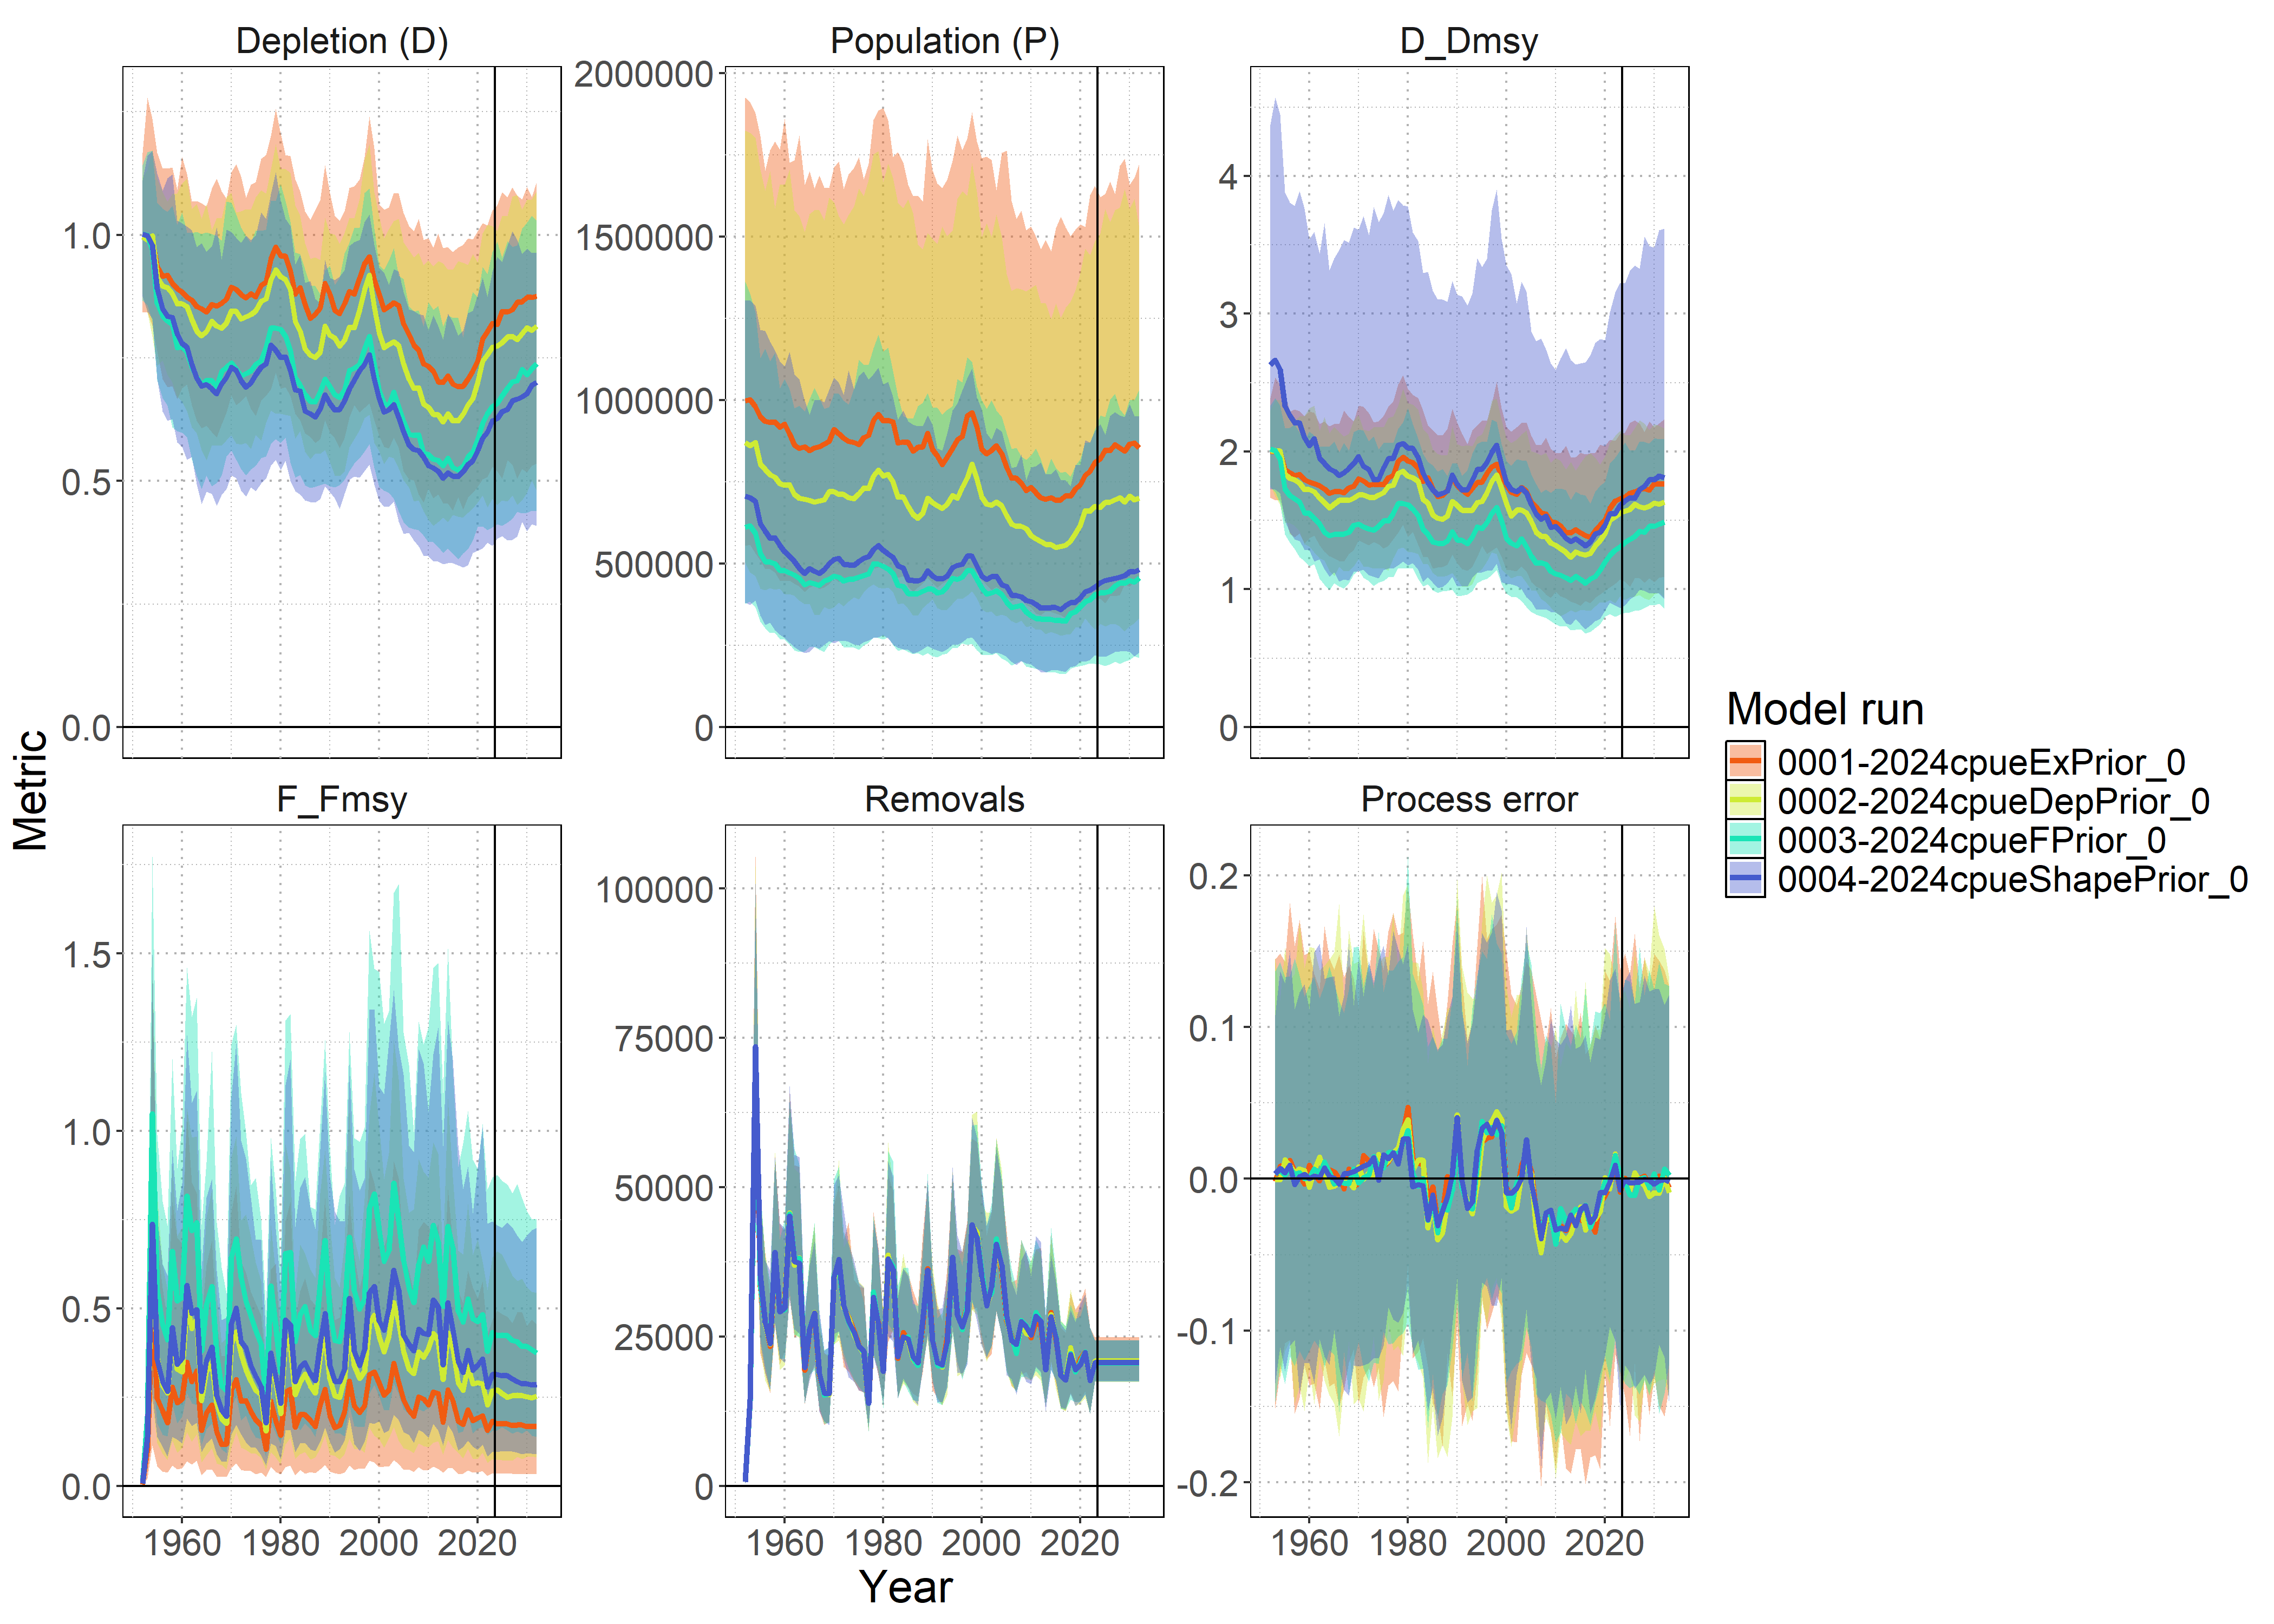 Depletion (D)
Population (P)
D_Dmsy
1.0
0.5
0.0
2000000
1500000
1000000
500000
0
4
3
2
1
0
Metric
F_Fmsy
Removals
Process error
1.5
1.0
0.5
0.0
100000
75000
50000
25000
0
0.2
0.1
0.0
-0.1
-0.2
1960 1980 2000 2020
1960 1980 2000 2020
1960 1980 2000 2020
Year
Model run
0001-2024cpueExPrior_0
0002-2024cpueDepPrior_0
0003-2024cpueFPrior_0
0004-2024cpueShapePrior_0